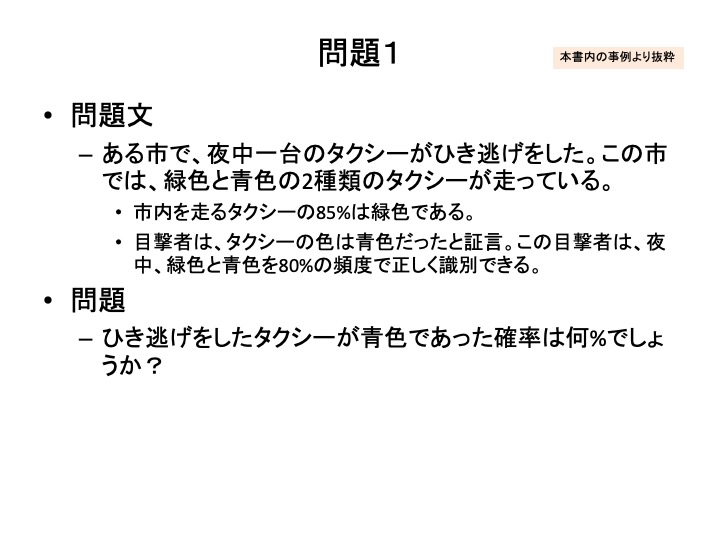 問題1
本書内の事例より抜粋
• 問題文
– ある市で、夜中一台のタクシーがひき逃げをした。この市
では、緑色と青色の2種類のタクシーが走っている。
• 市内を走るタクシーの85%は緑色である。
• 目撃者は、タクシーの色は青色だったと証言。この目撃者は、夜
中、緑色と青色を80%の頻度で正しく識別できる。
• 問題
– ひき逃げをしたタクシーが青色であった確率は何%でしょ
うか？